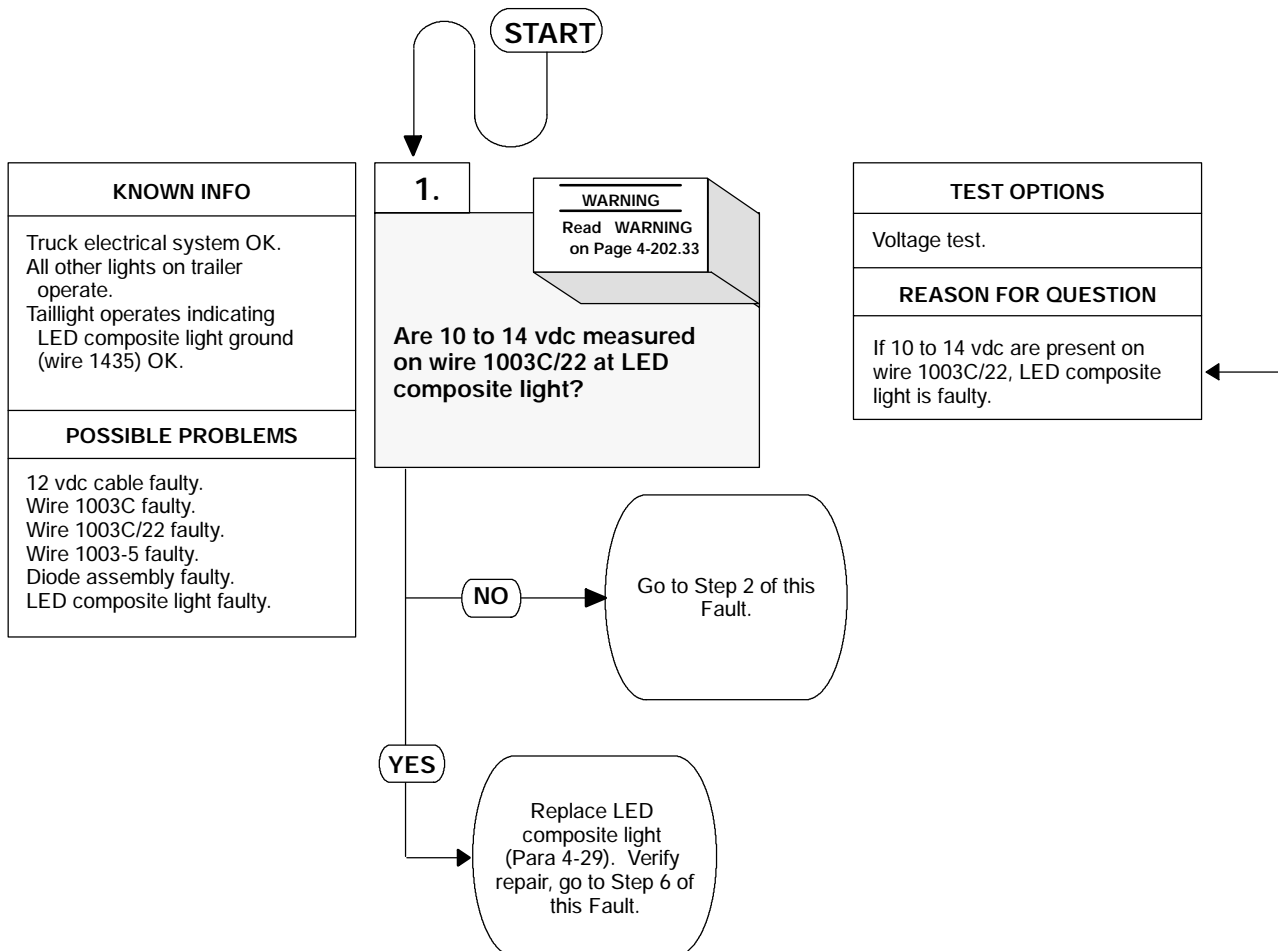 START
KNOWN INFO
Truck electrical system OK.
All other lights on trailer
operate.
Taillight operates indicating
LED composite light ground
(wire 1435) OK.
POSSIBLE PROBLEMS
12 vdc cable faulty.
Wire 1003C faulty.
Wire 1003C/22 faulty.
Wire 1003-5 faulty.
Diode assembly faulty.
LED composite light faulty.
1.
WARNING
Read WARNING
on Page 4-202.33
Are 10 to 14 vdc measured
on wire 1003C/22 at LED
composite light?
TEST OPTIONS
Voltage test.
REASON FOR QUESTION
If 10 to 14 vdc are present on
wire 1003C/22, LED composite
light is faulty.
NO
Go to Step 2 of this
Fault.
YES
Replace LED
composite light
(Para 4-29). Verify
repair, go to Step 6 of
this Fault.